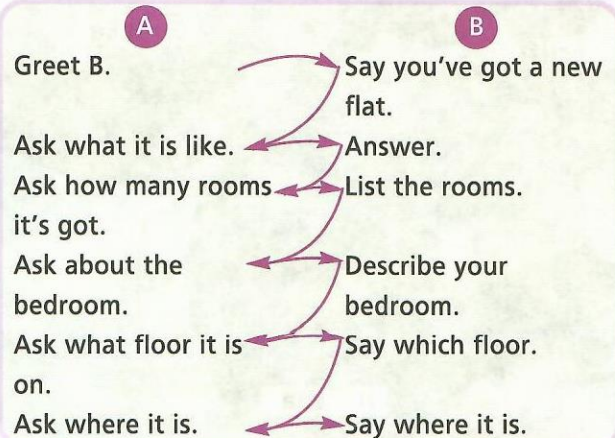 A
B
Greet B.
Say you've got a new
flat.
Ask what it is like.
Answer.
Ask how many rooms
it's got.
List the rooms.
Ask about the
bedroom.
Describe your
bedroom.
Ask what floor it is
on.
Say which floor.
Ask where it is.
Say where it is.